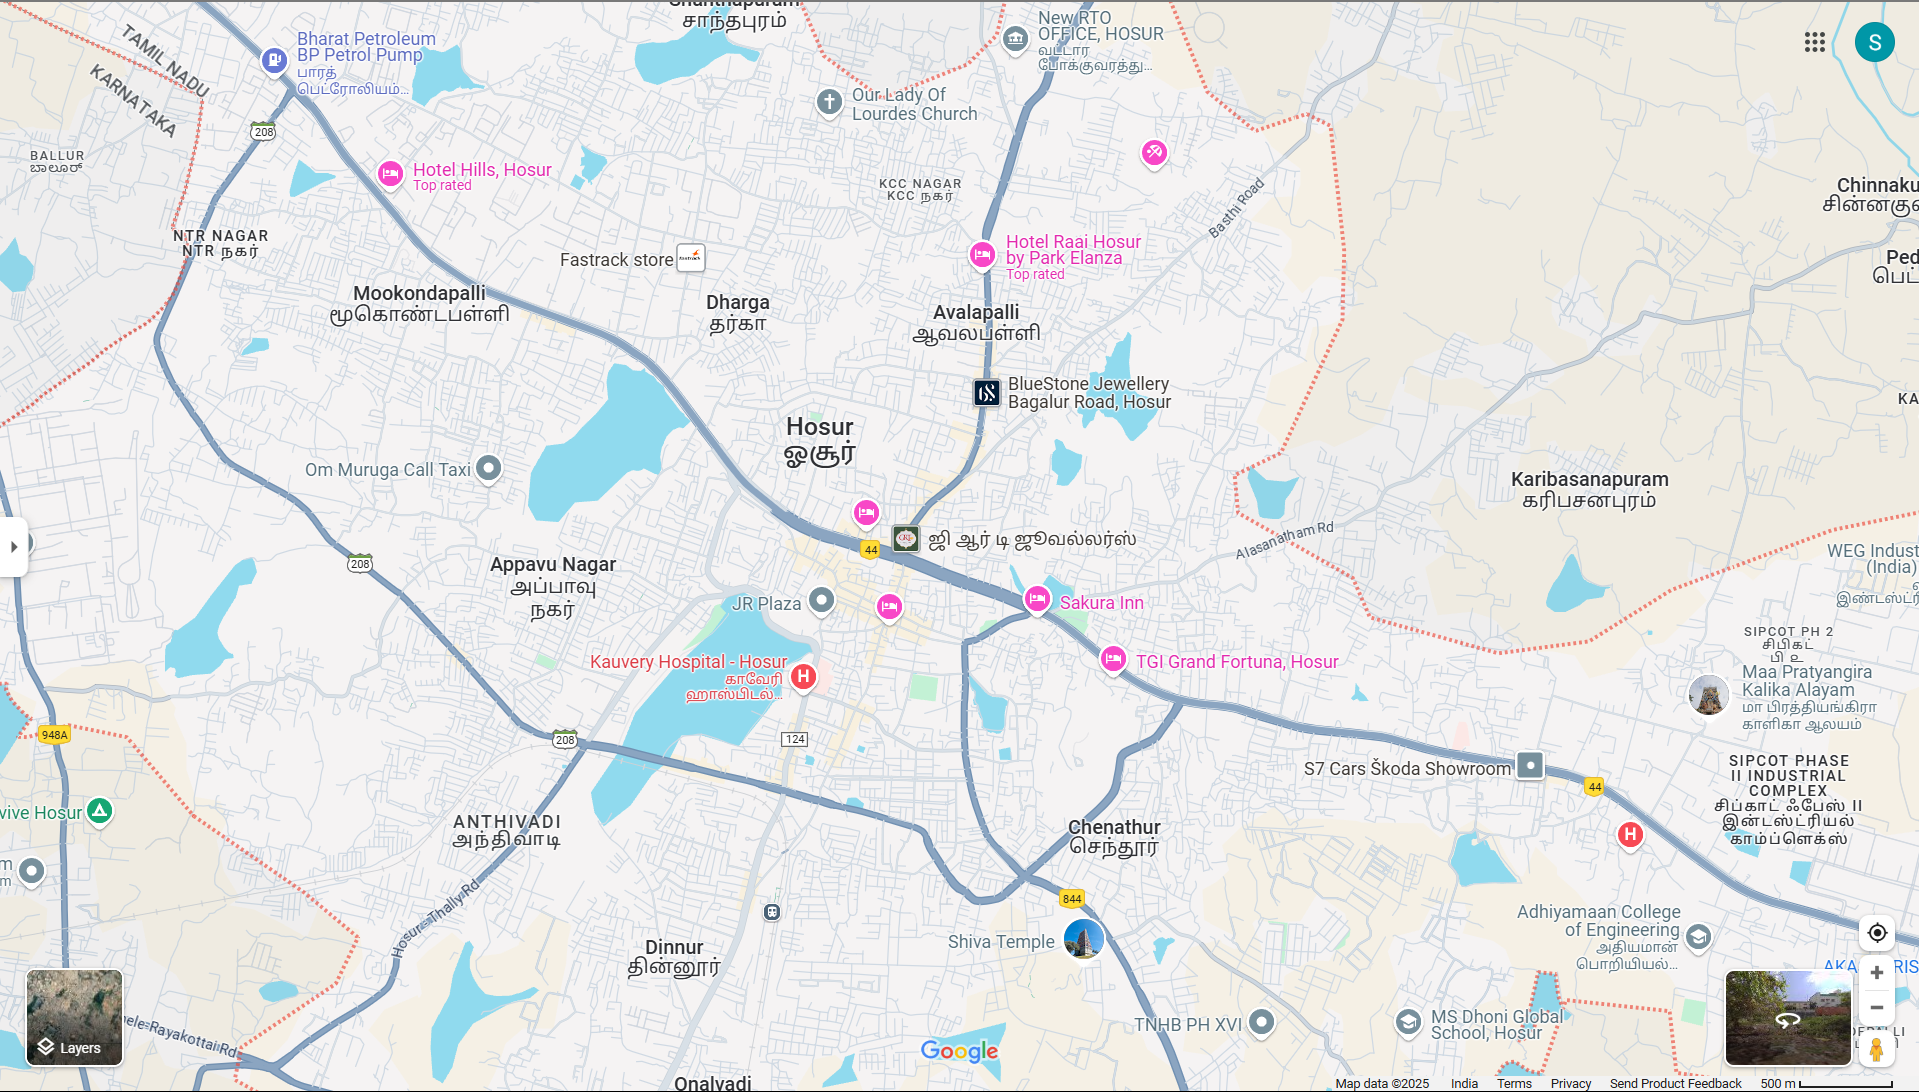 சாந்தபுரம்
New RTO
OFFICE, HOSUR
வட்டார
போக்குவரத்து...
Bharat Petroleum
BP Petrol Pump
பாரத்
பெட்ரோலியம்...
TAMIL NADU
KARNATAKA
S
208
Our Lady Of
Lourdes Church
BALLUR
ಬಾಲೂರ್
Hotel Hills, Hosur
Top rated
KCC NAGAR
KCC நகர்
Basthi Road
Chinnaku
சின்னகு
NTR NAGAR
NTR நகர்
Hotel Raai Hosur
by Park Elanza
Top rated
Fastrack store
Fastrack
Ped
பெட்
Mookondapalli
மூகொண்டபள்ளி
Dharga
தர்கா
Avalapalli
ஆவலபள்ளி
BlueStone Jewellery
Bagalur Road, Hosur
KA
Hosur
ஓசூர்
Om Muruga Call Taxi
Karibasanapuram
கரிபசனபுரம்
44
ஜி ஆர் டி ஜூவல்லர்ஸ்
Alasanatham Rd
208
Appavu Nagar
அப்பாவு
நகர்
WEG Indust
(India)
இண்டஸ்ட்ரி
JR Plaza
Sakura Inn
SIPCOT PH 2
சிபிகட்
பி உ
Kauvery Hospital - Hosur
காவேரி
ஹாஸ்பிடல்...
H
TGI Grand Fortuna, Hosur
Maa Pratyangira
Kalika Alayam
மா பிரத்தியங்கிரா
காளிகா ஆலயம்
948A
208
124
S7 Cars Škoda Showroom
44
SIPCOT PHASE
II INDUSTRIAL
COMPLEX
சிப்காட் ஃபேஸ் II
இன்டஸ்ட்ரியல்
காம்ப்ளெக்ஸ்
vive Hosur
ANTHIVADI
அந்திவாடி
Chenathur
செந்தூர்
H
m
m
Hosur - Thally Rd
844
Shiva Temple
Adhiyamaan College
of Engineering
அதியமான்
பொறியியல்...
Dinnur
தின்னூர்
AKA
RIS
ele-Rayakottai Rd
TNHB PH XVI
MS Dhoni Global
School, Hosur
Layers
Google
Onalvadi
Map data ©2025
India
Terms
Privacy
Send Product Feedback
500 m